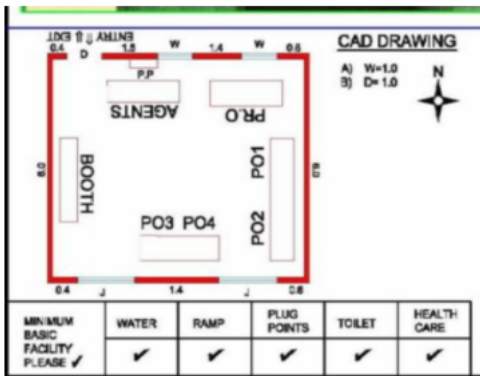 EXIT ⇩ ⇧ ENTRY
CAD DRAWING
0.4 D 1.8 W 1.4 W 0.6
A) W=1.0
B) D= 1.0
N
P.P
AGENTS
PR.O
6.0
BOOTH
PO1
PO2
6.0
PO3 PO4
0.4 J 1.4 J 0.8
MINIMUM BASIC FACILITY PLEASE ✓
WATER
RAMP
PLUG POINTS
TOILET
HEALTH CARE
✓ ✓ ✓ ✓ ✓